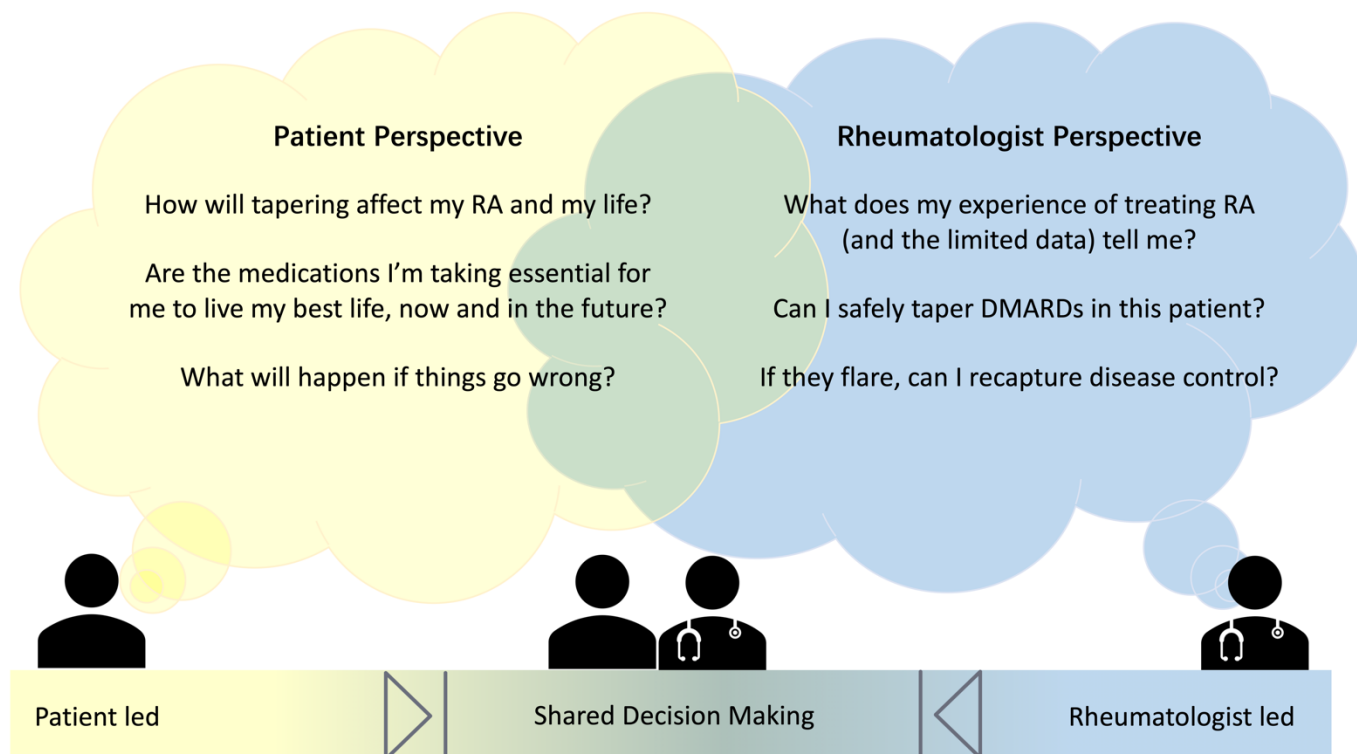 Patient Perspective
How will tapering affect my RA and my life?
Are the medications I'm taking essential for
me to live my best life, now and in the future?
What will happen if things go wrong?
Rheumatologist Perspective
What does my experience of treating RA
(and the limited data) tell me?
Can I safely taper DMARDs in this patient?
If they flare, can I recapture disease control?
Patient led
Shared Decision Making
Rheumatologist led